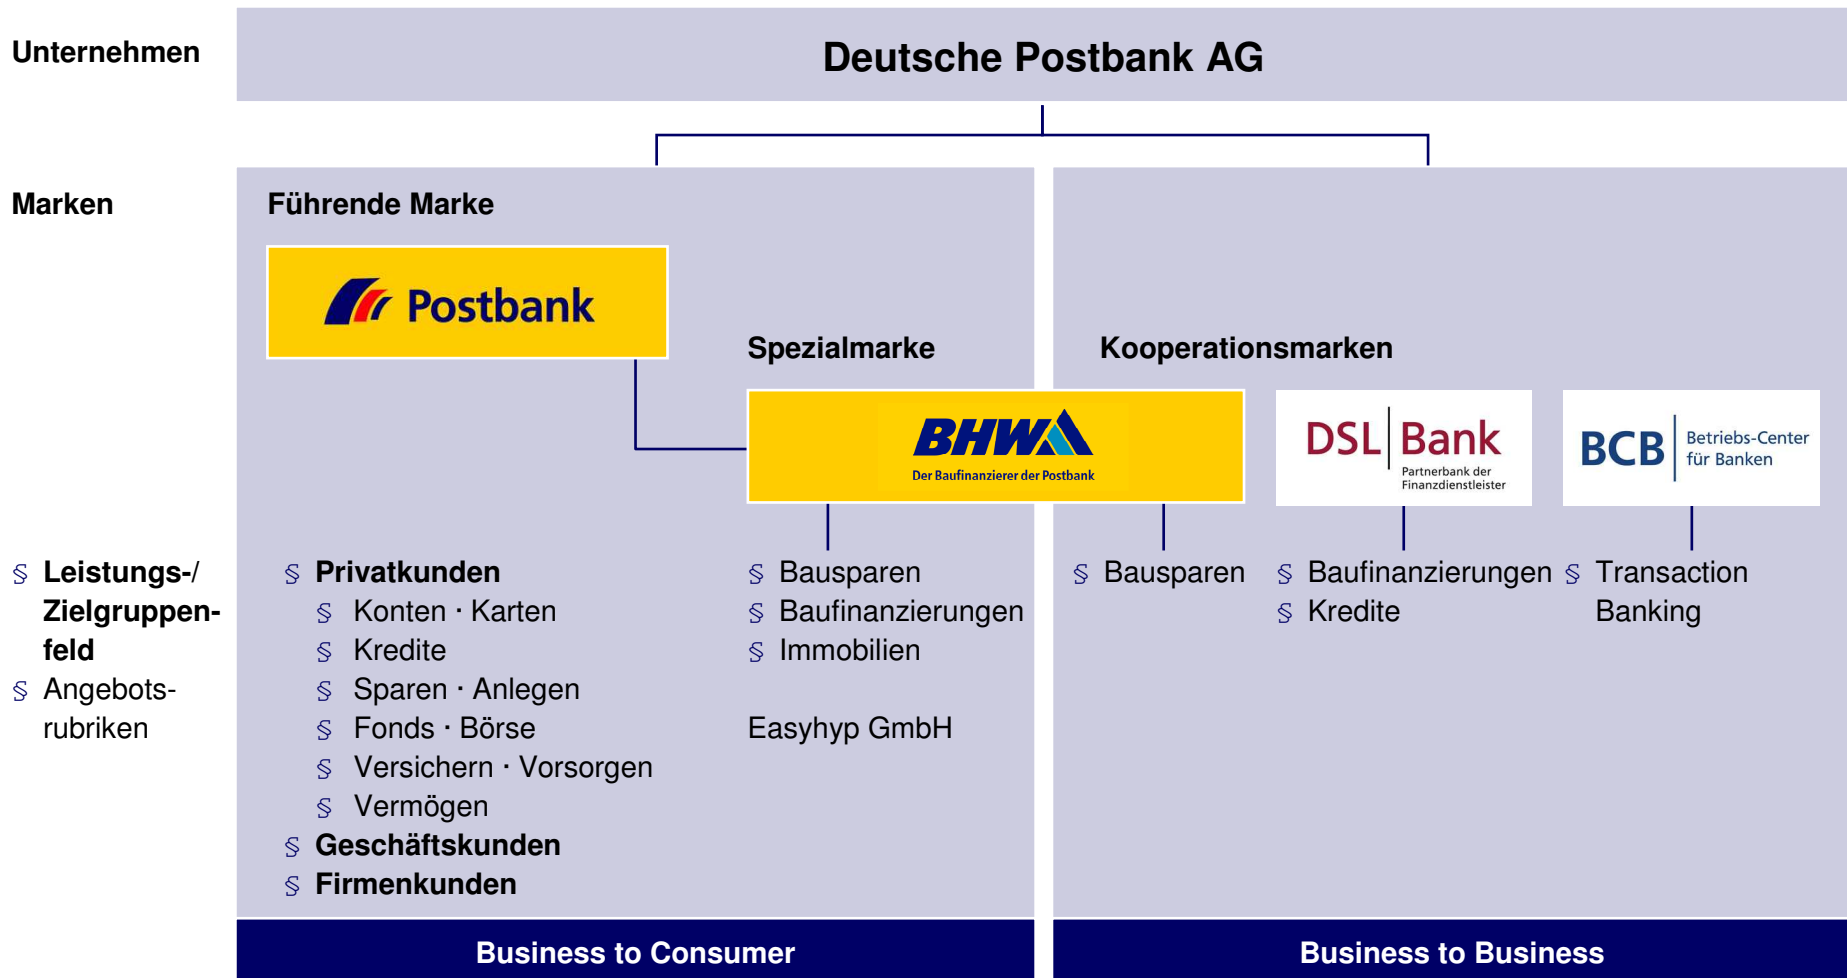 Unternehmen
Deutsche Postbank AG
Marken
Führende Marke
Postbank
Spezialmarke
Kooperationsmarken
BHW
Der Baufinanzierer der Postbank
DSL Bank
Partnerbank der
Finanzdienstleister
BCB
Betriebs-Center
für Banken
§ Leistungs-/
Zielgruppen-
feld
§ Angebots-
rubriken
§ Privatkunden
§ Konten · Karten
§ Kredite
§ Sparen · Anlegen
§ Fonds · Börse
§ Versichern · Vorsorgen
§ Vermögen
§ Geschäftskunden
§ Firmenkunden
§ Bausparen
§ Baufinanzierungen
§ Immobilien
Easyhyp GmbH
§ Bausparen
§ Baufinanzierungen
§ Kredite
§ Transaction
Banking
Business to Consumer
Business to Business